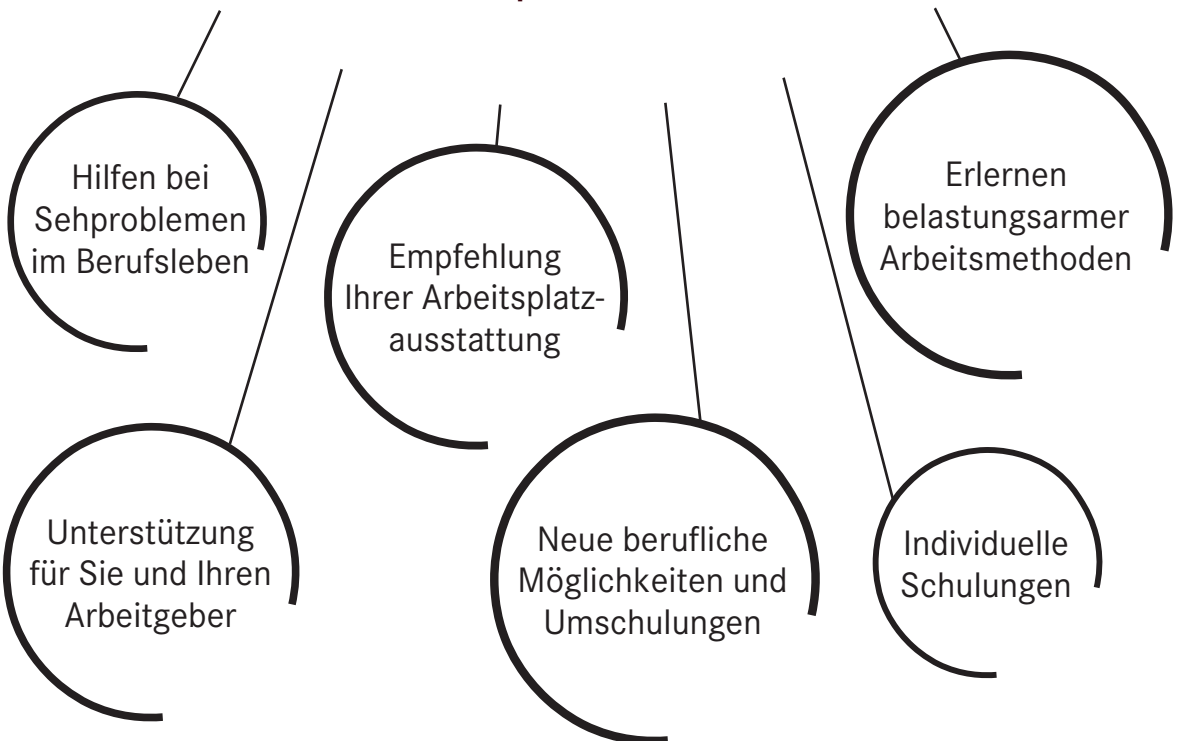 Hilfen bei
Sehproblemen
im Berufsleben
Empfehlung
Ihrer Arbeitsplatz-
ausstattung
Erlernen
belastungsarmer
Arbeitsmethoden
Unterstützung
für Sie und Ihren
Arbeitgeber
Neue berufliche
Möglichkeiten und
Umschulungen
Individuelle
Schulungen